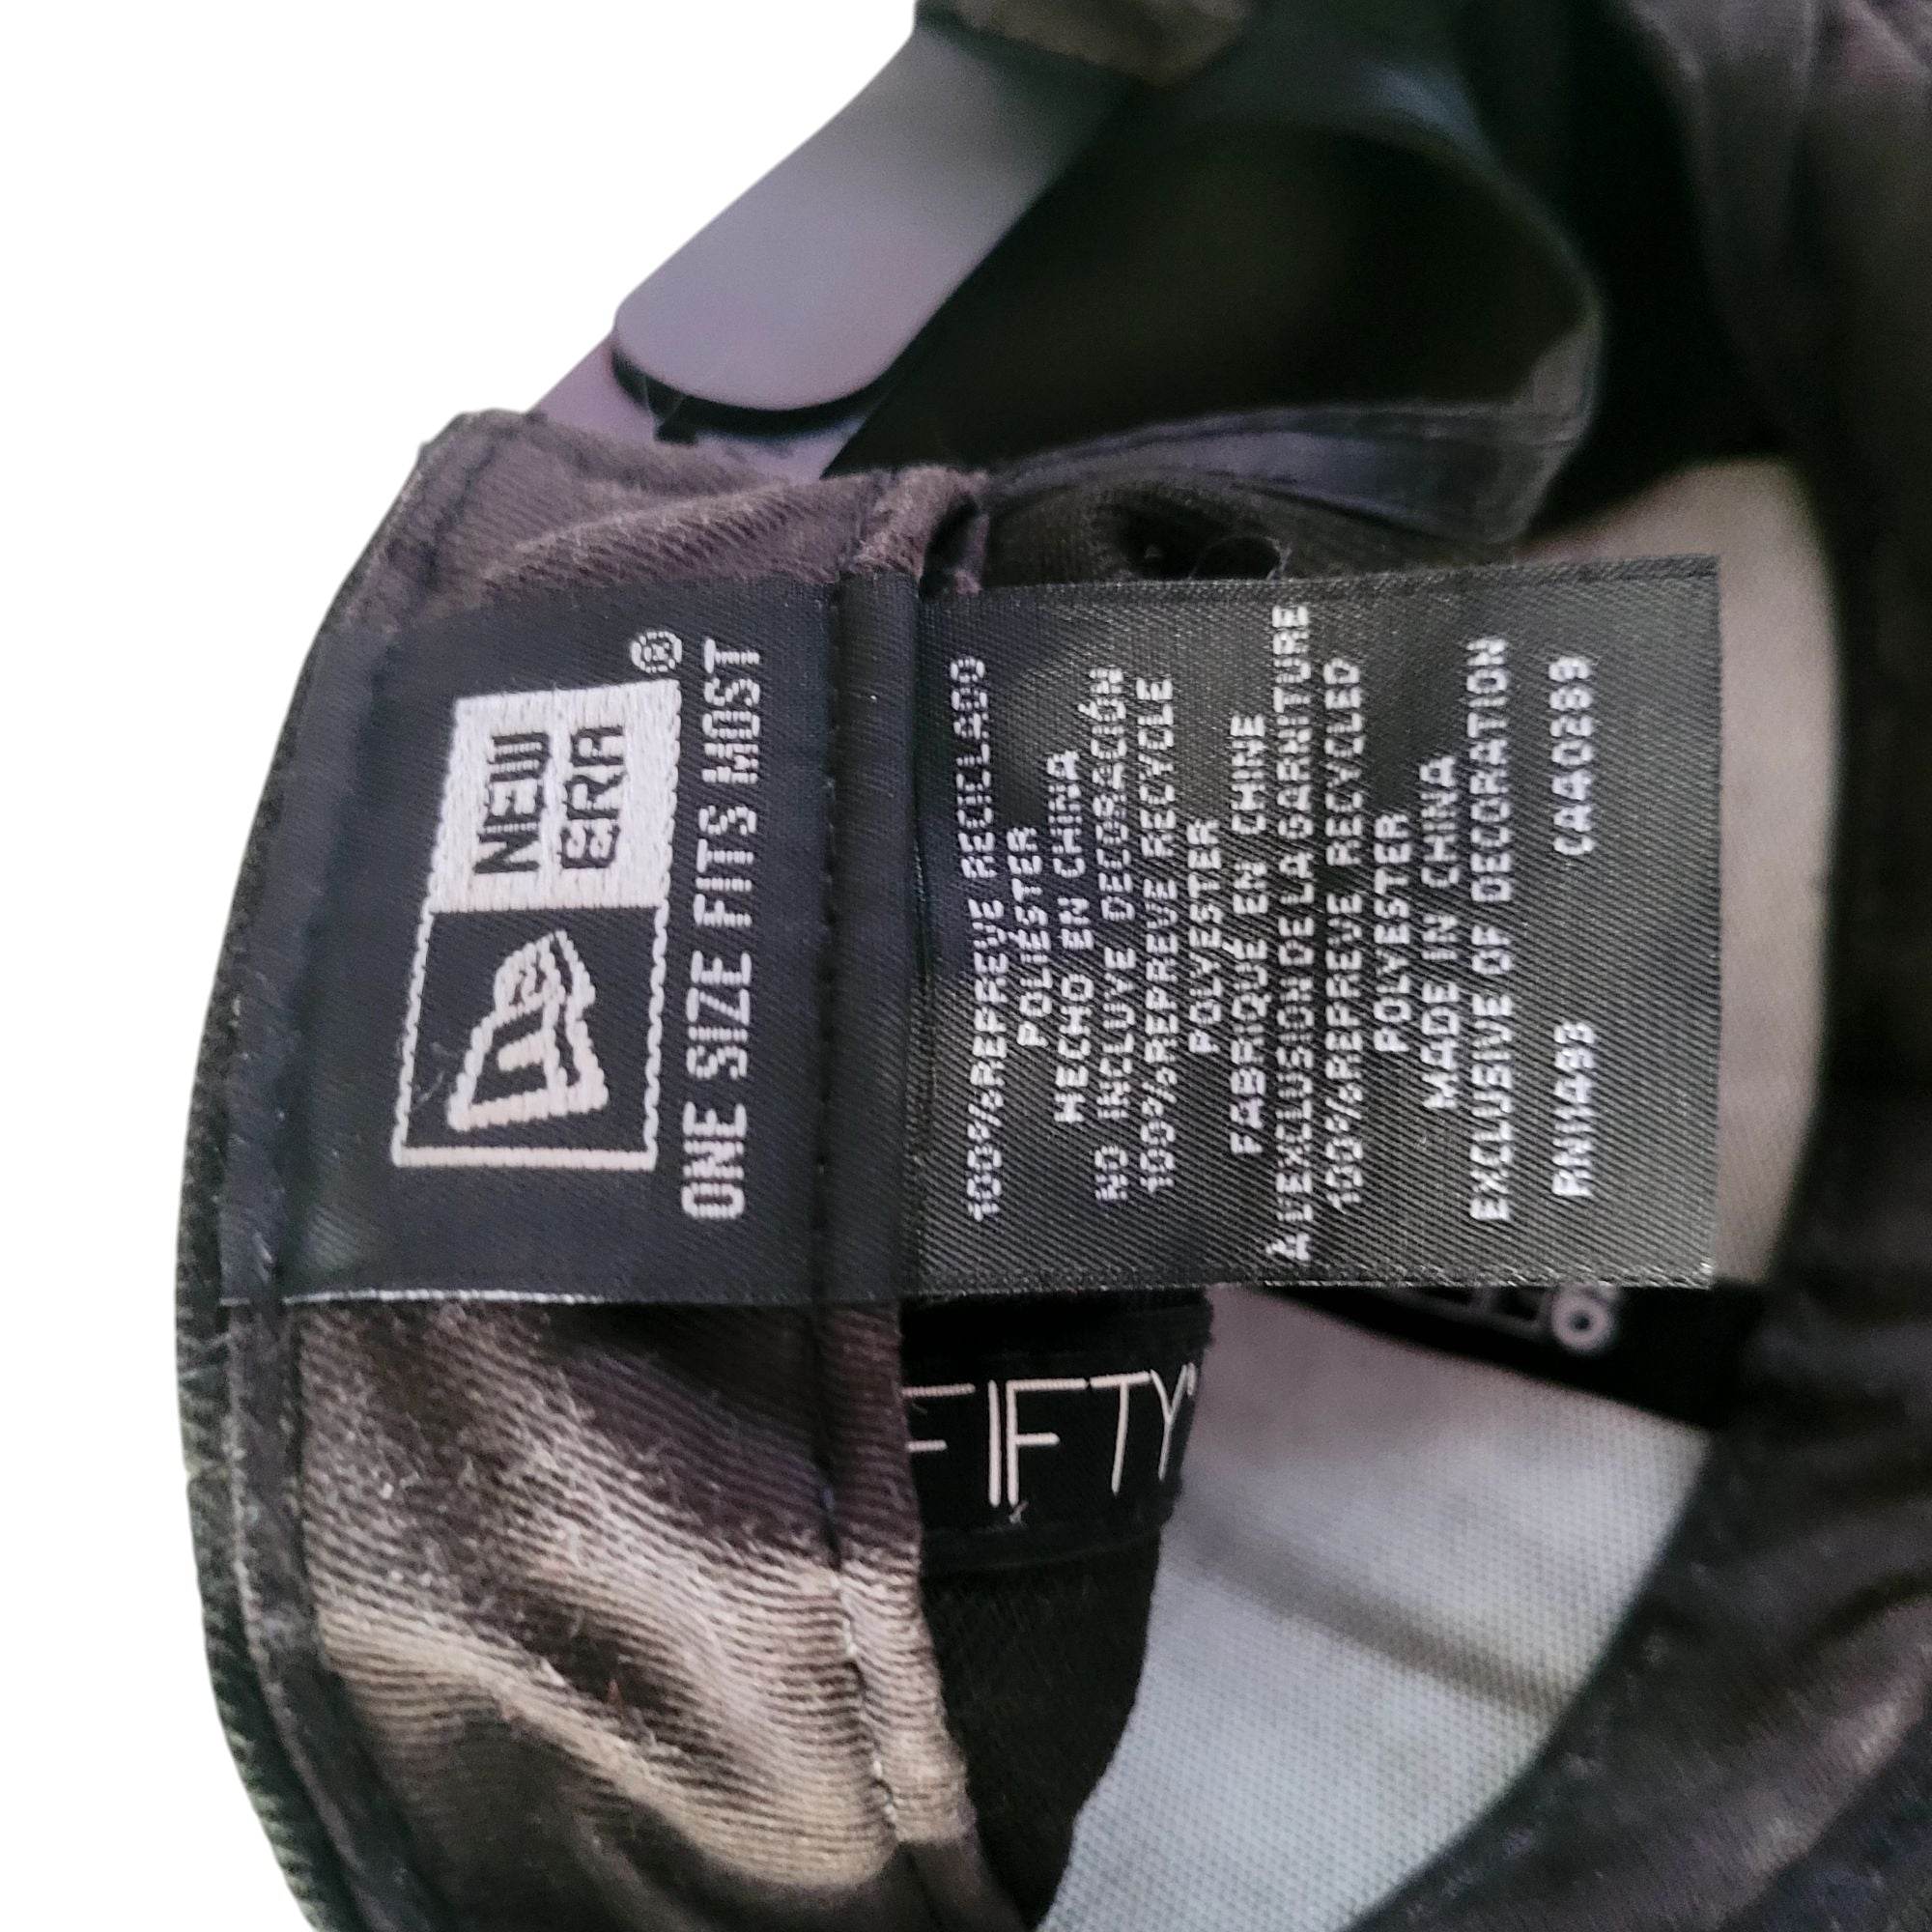 NEW
ERA
®
ONE SIZE FITS MOST
100%REPREVE RECICLADO
POLIÉSTER
HECHO EN CHINA
NO INCLUYE DECORACIÓN
100%REPREVE RECYCLE
POLYESTER
FABRIQUÉ EN CHINE
À L'EXCLUSION DE LA GARNITURE
100%REPREVE RECYCLED
POLYESTER
MADE IN CHINA
EXCLUSIVE OF DECORATION
RN11493 CAA0289
FIFTY